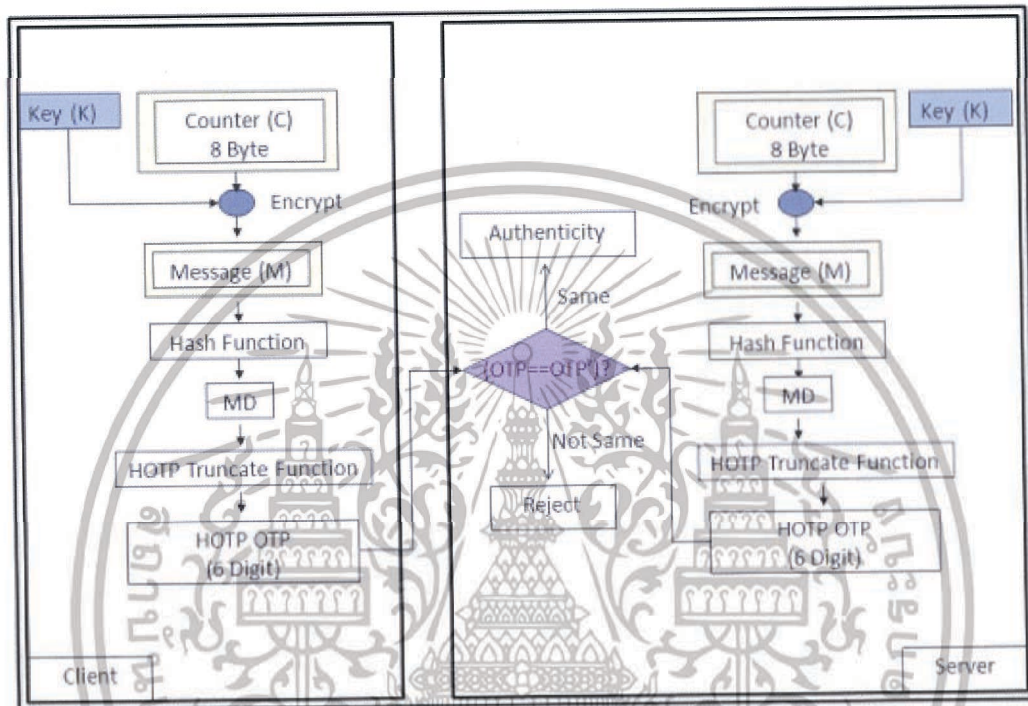 Key (K)
Counter (C)
8 Byte
Encrypt
Message (M)
Hash Function
MD
HOTP Truncate Function
HOTP OTP
(6 Digit)
Client
Authenticity
Same
(OTP==OTP')?
Not Same
Reject
Counter (C)
8 Byte
Key (K)
Encrypt
Message (M)
Hash Function
MD
HOTP Truncate Function
HOTP OTP
(6 Digit)
Server